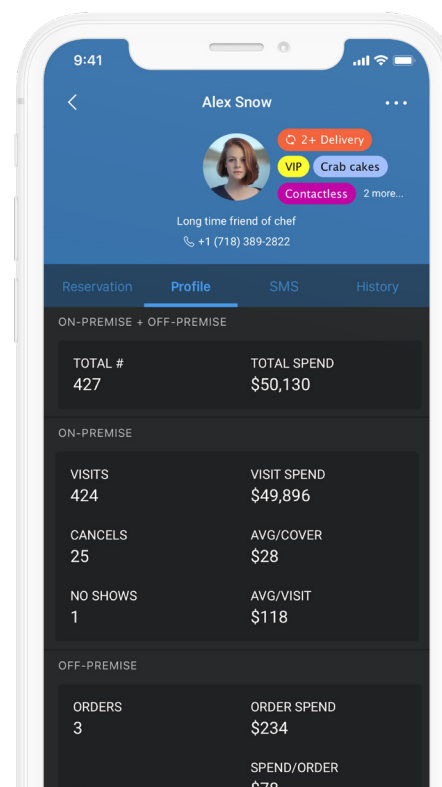 9:41
Alex Snow
2+ Delivery
VIP Crab cakes
Contactless 2 more...
Long time friend of chef
+1 (718) 389-2822
Reservation Profile SMS History
ON-PREMISE + OFF-PREMISE
TOTAL # TOTAL SPEND
427 $50,130
ON-PREMISE
VISITS VISIT SPEND
424 $49,896
CANCELS AVG/COVER
25 $28
NO SHOWS AVG/VISIT
1 $118
OFF-PREMISE
ORDERS ORDER SPEND
3 $234
SPEND/ORDER
$78